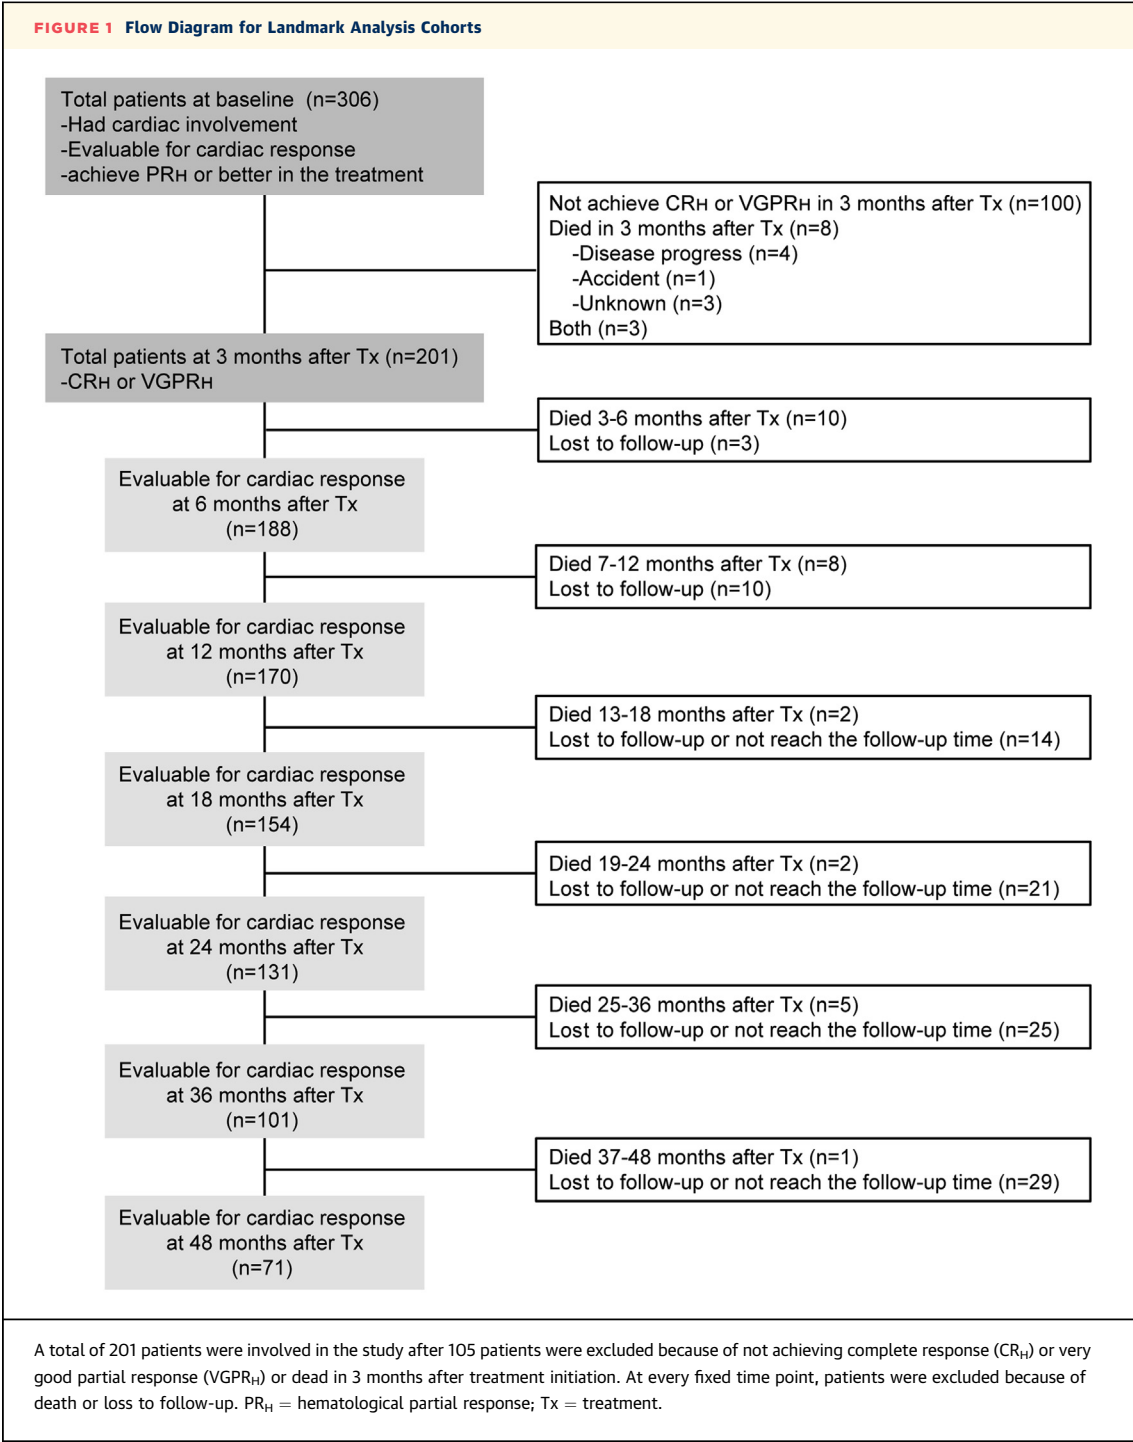 FIGURE 1 Flow Diagram for Landmark Analysis Cohorts
Total patients at baseline (n=306)
-Had cardiac involvement
-Evaluable for cardiac response
-achieve PRH or better in the treatment
Not achieve CRH or VGPRH in 3 months after Tx (n=100)
Died in 3 months after Tx (n=8)
-Disease progress (n=4)
-Accident (n=1)
-Unknown (n=3)
Both (n=3)
Total patients at 3 months after Tx (n=201)
-CRH or VGPRH
Died 3-6 months after Tx (n=10)
Lost to follow-up (n=3)
Evaluable for cardiac response
at 6 months after Tx
(n=188)
Died 7-12 months after Tx (n=8)
Lost to follow-up (n=10)
Evaluable for cardiac response
at 12 months after Tx
(n=170)
Died 13-18 months after Tx (n=2)
Lost to follow-up or not reach the follow-up time (n=14)
Evaluable for cardiac response
at 18 months after Tx
(n=154)
Died 19-24 months after Tx (n=2)
Lost to follow-up or not reach the follow-up time (n=21)
Evaluable for cardiac response
at 24 months after Tx
(n=131)
Died 25-36 months after Tx (n=5)
Lost to follow-up or not reach the follow-up time (n=25)
Evaluable for cardiac response
at 36 months after Tx
(n=101)
Died 37-48 months after Tx (n=1)
Lost to follow-up or not reach the follow-up time (n=29)
Evaluable for cardiac response
at 48 months after Tx
(n=71)
A total of 201 patients were involved in the study after 105 patients were excluded because of not achieving complete response (CRH) or very
good partial response (VGPRH) or dead in 3 months after treatment initiation. At every fixed time point, patients were excluded because of
death or loss to follow-up. PRH = hematological partial response; Tx = treatment.